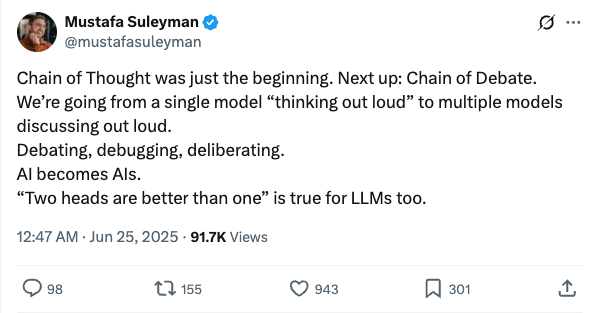 Mustafa Suleyman
@mustafasuleyman
Chain of Thought was just the beginning. Next up: Chain of Debate.
We’re going from a single model “thinking out loud” to multiple models
discussing out loud.
Debating, debugging, deliberating.
AI becomes AIs.
“Two heads are better than one” is true for LLMs too.
12:47 AM · Jun 25, 2025 · 91.7K Views
98 155 943 301